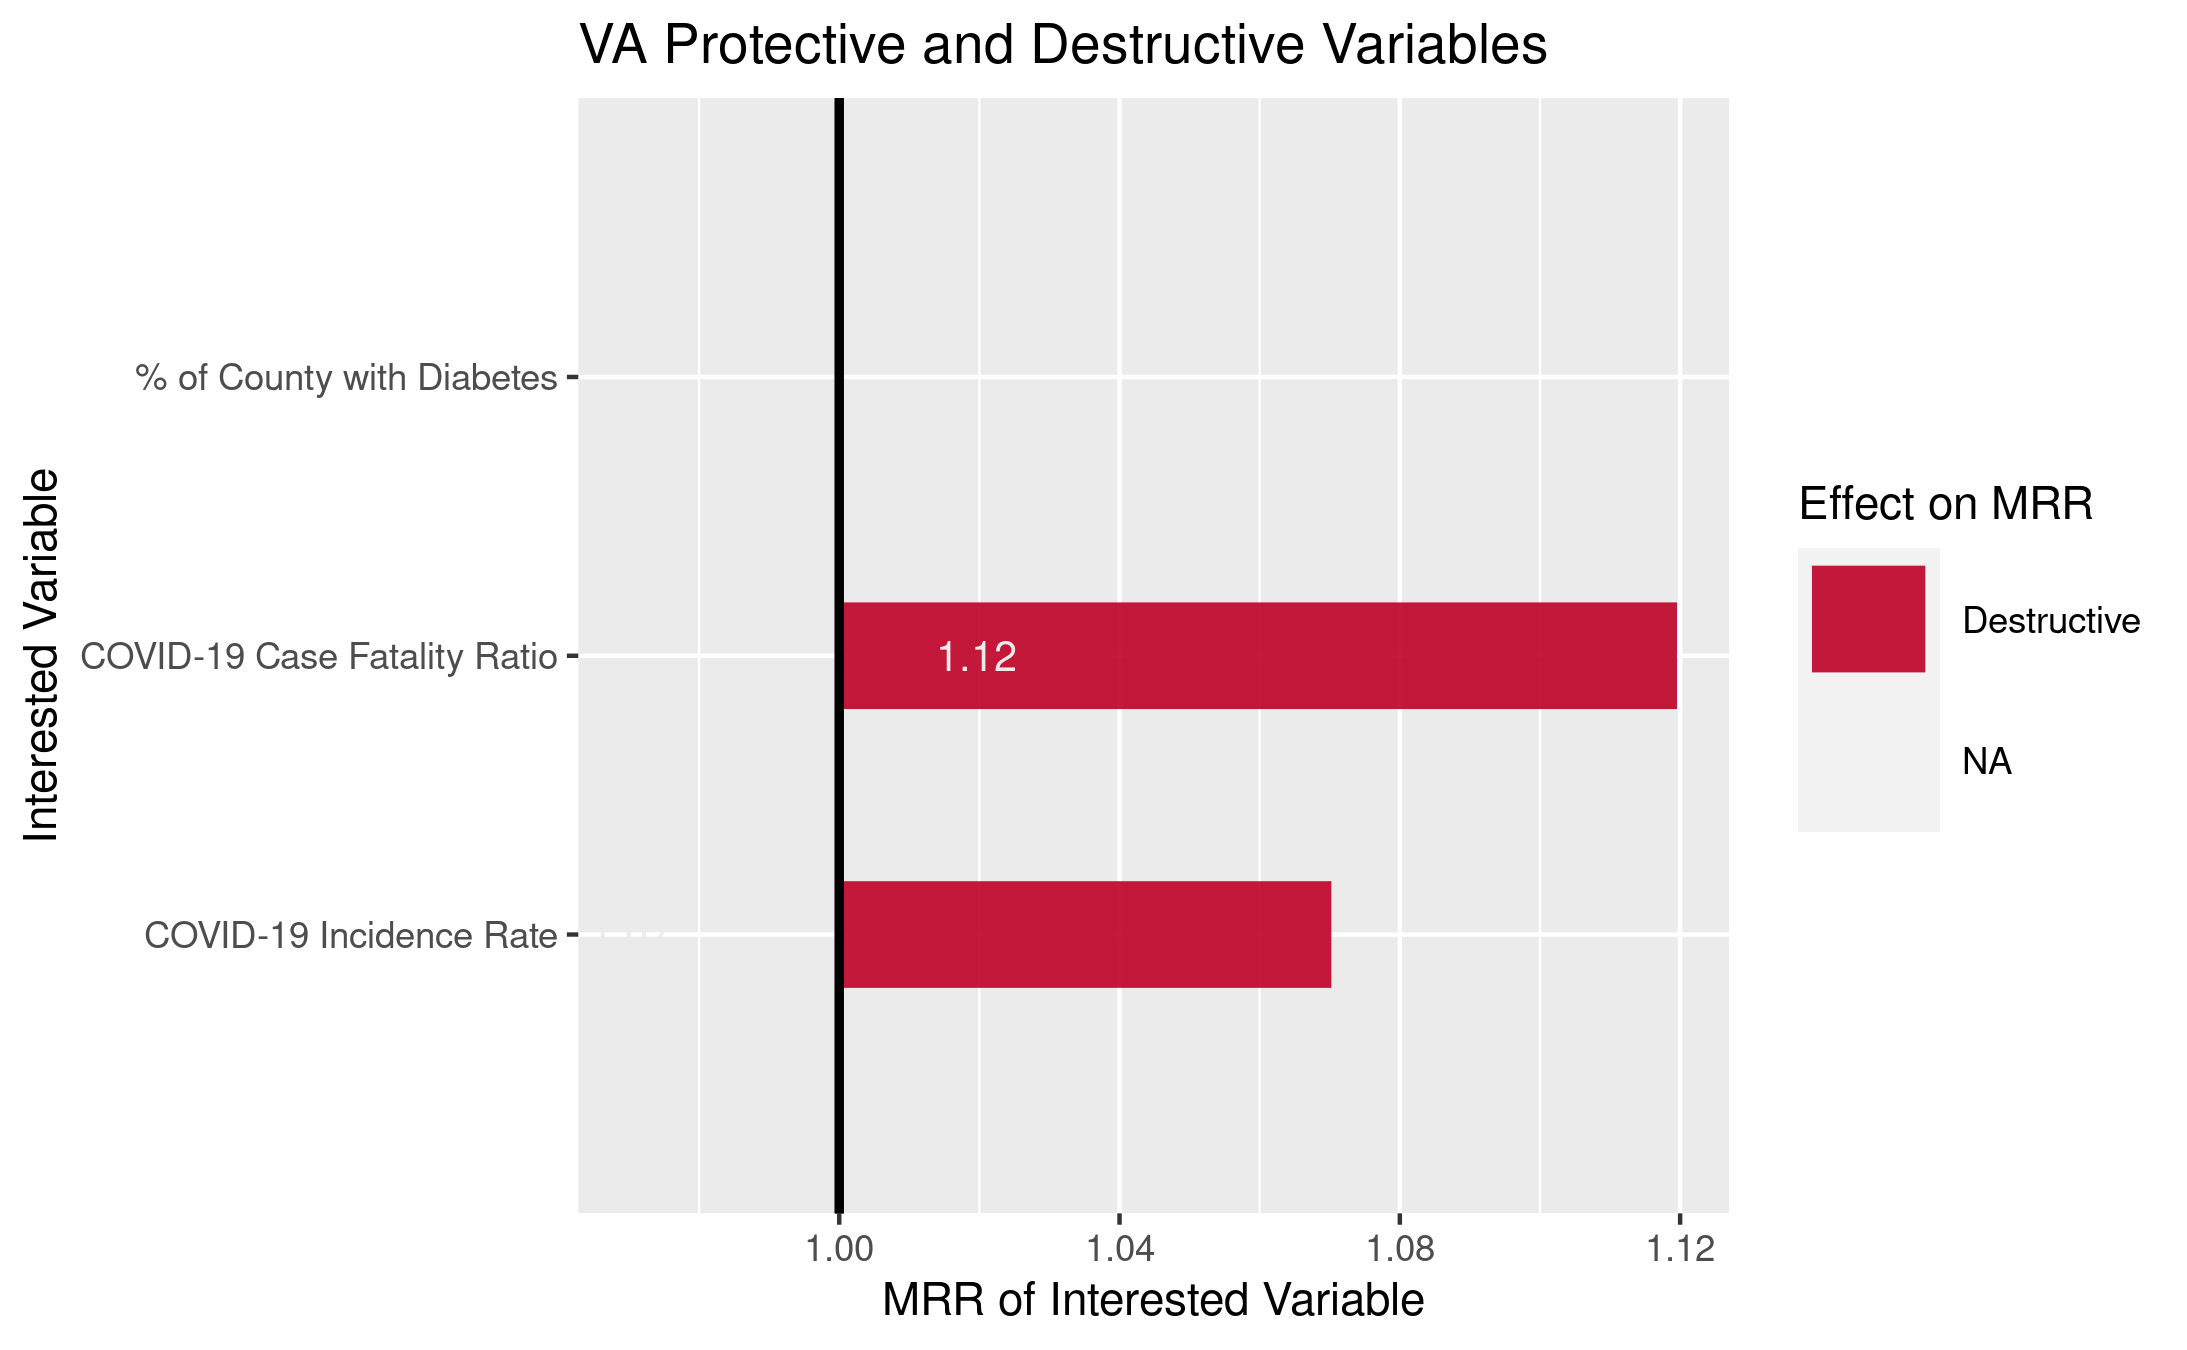 VA Protective and Destructive Variables
Interested Variable
% of County with Diabetes
COVID-19 Case Fatality Ratio
COVID-19 Incidence Rate
1.12
1.00
1.04
1.08
1.12
MRR of Interested Variable
Effect on MRR
Destructive
NA